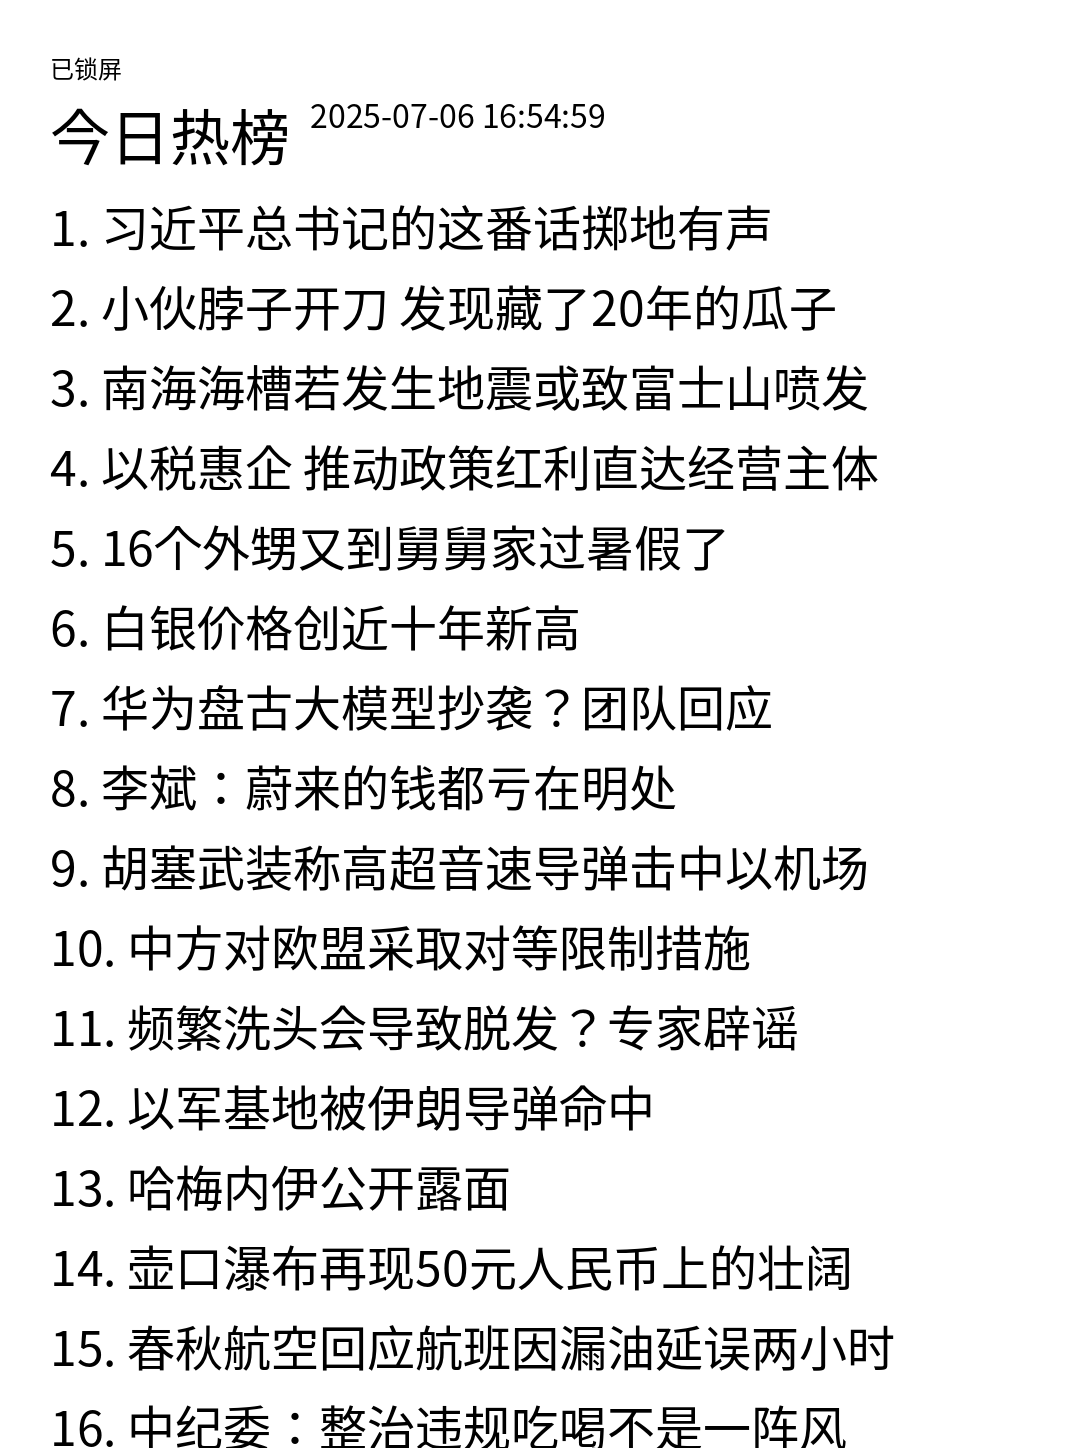 已锁屏
今日热榜 2025-07-06 16:54:59
1. 习近平总书记的这番话掷地有声
2. 小伙脖子开刀 发现藏了20年的瓜子
3. 南海海槽若发生地震或致富士山喷发
4. 以税惠企 推动政策红利直达经营主体
5. 16个外甥又到舅舅家过暑假了
6. 白银价格创近十年新高
7. 华为盘古大模型抄袭？团队回应
8. 李斌：蔚来的钱都亏在明处
9. 胡塞武装称高超音速导弹击中以机场
10. 中方对欧盟采取对等限制措施
11. 频繁洗头会导致脱发？专家辟谣
12. 以军基地被伊朗导弹命中
13. 哈梅内伊公开露面
14. 壶口瀑布再现50元人民币上的壮阔
15. 春秋航空回应航班因漏油延误两小时
16. 中纪委：整治违规吃喝不是一阵风